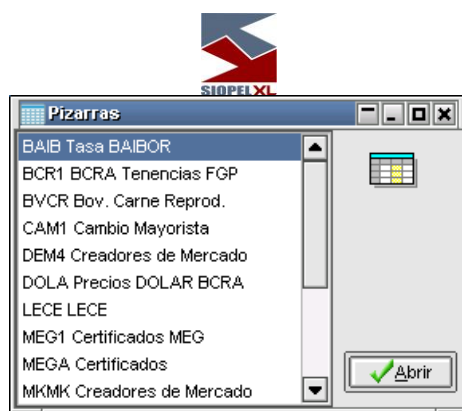 SIOPEL XL
Pizarras
BAIB Tasa BAIBOR
BCR1 BCRA Tenencias FGP
BVCR Bov. Carne Reprod.
CAM1 Cambio Mayorista
DEM4 Creadores de Mercado
DOLA Precios DOLAR BCRA
LECE LECE
MEG1 Certificados MEG
MEGA Certificados
MKMK Creadores de Mercado
Abrir